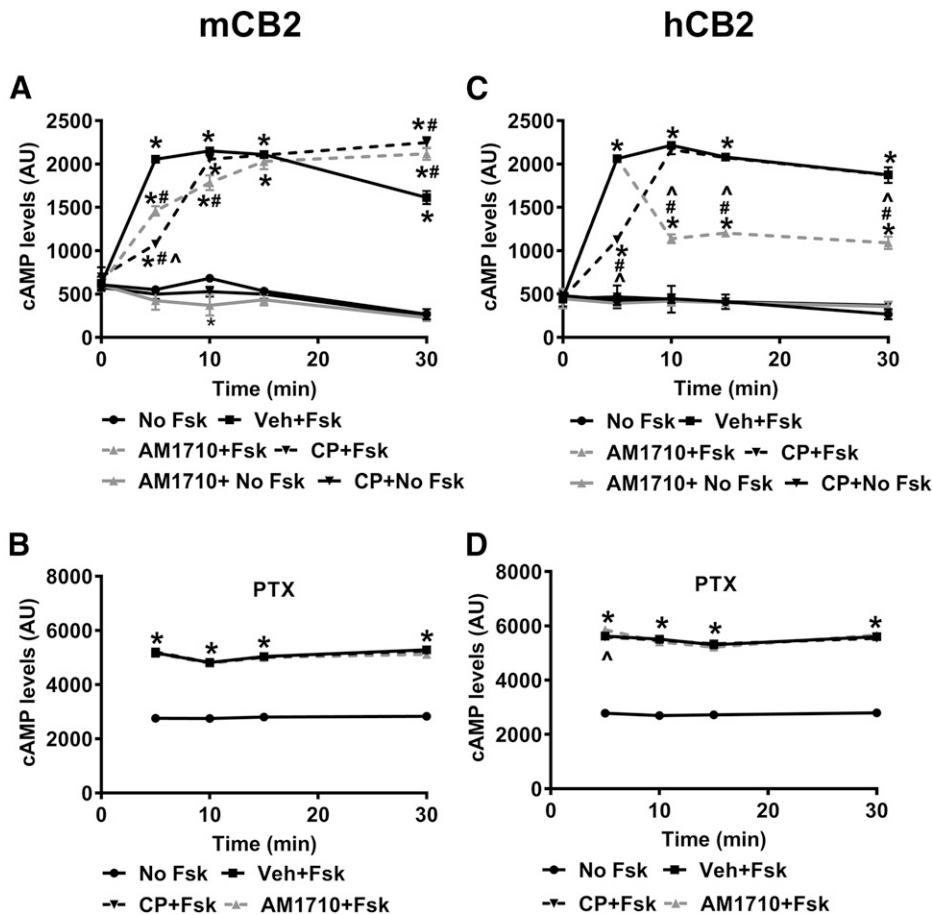 mCB2
hCB2
A
cAMP levels (AU)
2500
2000
1500
1000
500
0
* * * *#
*# *
*# * *#
*#^ *
*
0 10 20 30
Time (min)
No Fsk Veh+Fsk
AM1710+Fsk CP+Fsk
AM1710+ No Fsk CP+No Fsk
C
cAMP levels (AU)
2500
2000
1500
1000
500
0
* * * *
^ ^ ^
# # #
* * *
*
#
^
0 10 20 30
Time (min)
No Fsk Veh+Fsk
AM1710+Fsk CP+Fsk
AM1710+ No Fsk CP+No Fsk
B
PTX
cAMP levels (AU)
8000
6000
4000
2000
0
* * * *
0 10 20 30
Time (min)
No Fsk Veh+Fsk
CP+Fsk AM1710+Fsk
D
PTX
cAMP levels (AU)
8000
6000
4000
2000
0
* * * *
^
0 10 20 30
Time (min)
No Fsk Veh+Fsk
CP+Fsk AM1710+Fsk